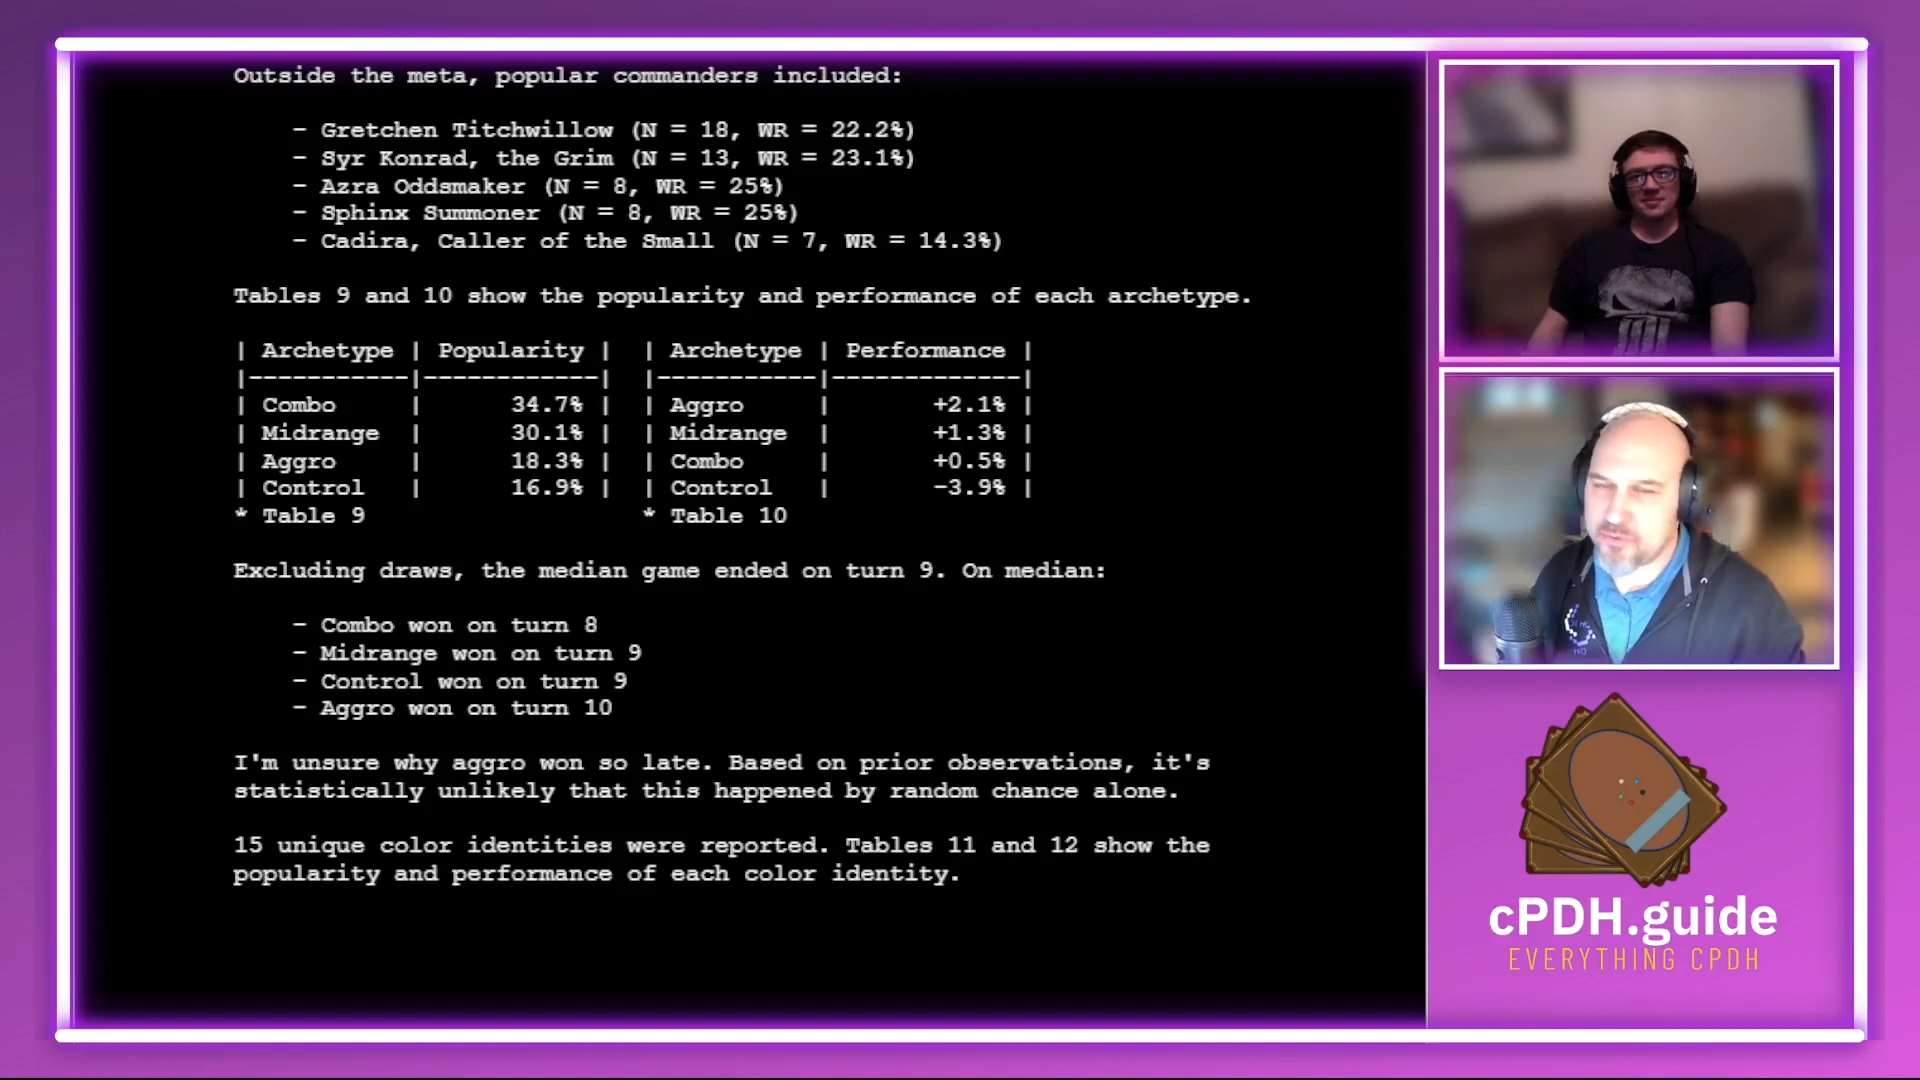 Outside the meta, popular commanders included:
- Gretchen Titchwillow (N = 18, WR = 22.2%)
- Syr Konrad, the Grim (N = 13, WR = 23.1%)
- Azra Oddsmaker (N = 8, WR = 25%)
- Sphinx Summoner (N = 8, WR = 25%)
- Cadira, Caller of the Small (N = 7, WR = 14.3%)
Tables 9 and 10 show the popularity and performance of each archetype.
| Archetype | Popularity | | Archetype | Performance |
|-----------|------------| |-----------|-------------|
| Combo | 34.7% | | Aggro | +2.1% |
| Midrange | 30.1% | | Midrange | +1.3% |
| Aggro | 18.3% | | Combo | +0.5% |
| Control | 16.9% | | Control | -3.9% |
* Table 9 * Table 10
Excluding draws, the median game ended on turn 9. On median:
- Combo won on turn 8
- Midrange won on turn 9
- Control won on turn 9
- Aggro won on turn 10
I'm unsure why aggro won so late. Based on prior observations, it's
statistically unlikely that this happened by random chance alone.
15 unique color identities were reported. Tables 11 and 12 show the
popularity and performance of each color identity.
cPDH.guide
EVERYTHING CPDH